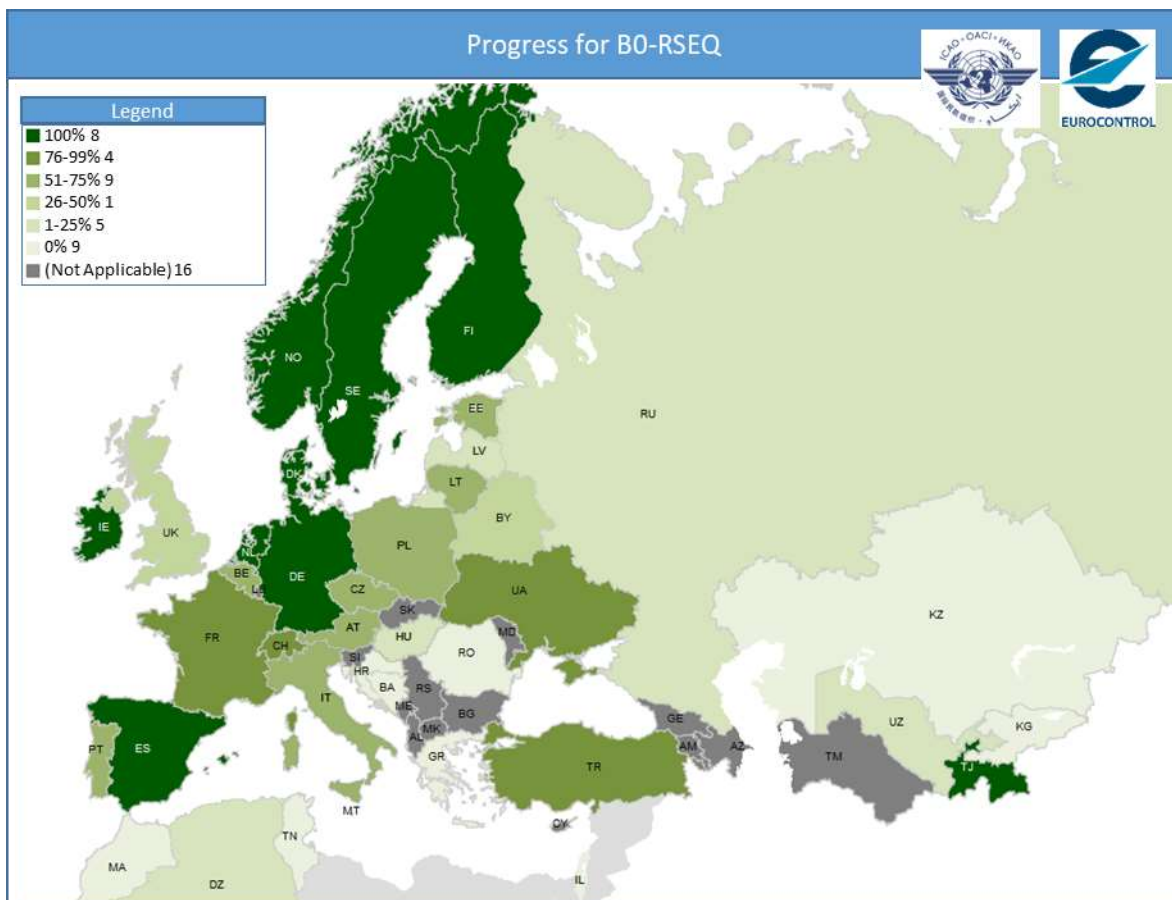 Progress for B0-RSEQ
ICAO · OACI · ИКАО
EUROCONTROL
Legend
100% 8
76-99% 4
51-75% 9
26-50% 1
1-25% 5
0% 9
(Not Applicable) 16
FI
NO
SE
RU
EE
LV
DK
LT
IE
UK
BY
NL
PL
BE
DE
CZ
UA
SK
FR
AT
CH
HU
MD
KZ
SI
RO
HR
IT
BA
RS
ME
BG
GE
UZ
KG
PT
ES
MK
AL
AM
AZ
GR
TR
TM
TJ
MT
CY
TN
MA
DZ
IL